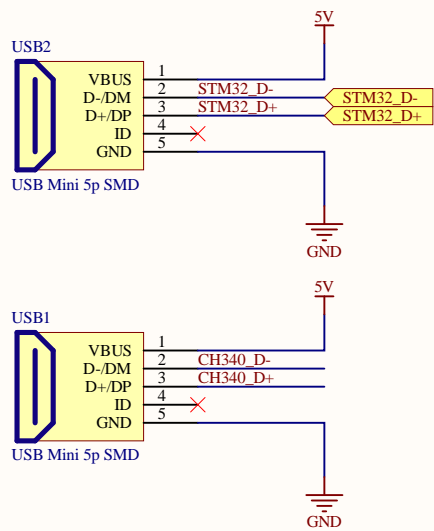 5V
USB2
VBUS 1
D-/DM 2 STM32_D- STM32_D-
D+/DP 3 STM32_D+ STM32_D+
ID 4
GND 5
USB Mini 5p SMD
GND
5V
USB1
VBUS 1
D-/DM 2 CH340_D-
D+/DP 3 CH340_D+
ID 4
GND 5
USB Mini 5p SMD
GND